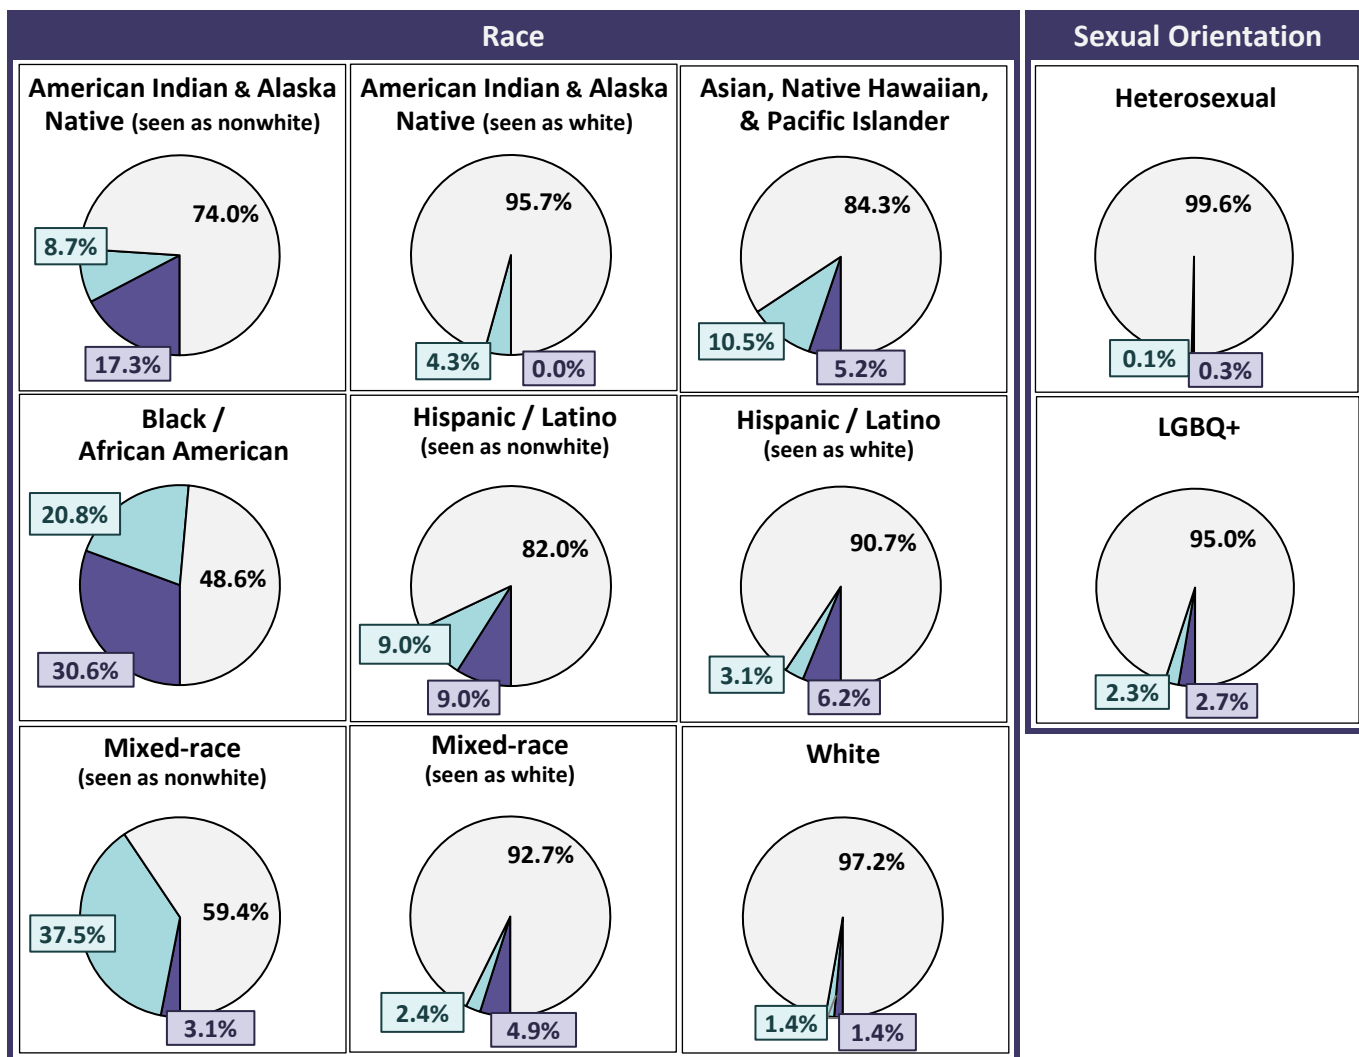 Race
American Indian & Alaska
Native (seen as nonwhite)
74.0%
8.7%
17.3%
American Indian & Alaska
Native (seen as white)
95.7%
4.3%
0.0%
Asian, Native Hawaiian,
& Pacific Islander
84.3%
10.5%
5.2%
Black /
African American
20.8%
48.6%
30.6%
Hispanic / Latino
(seen as nonwhite)
82.0%
9.0%
9.0%
Hispanic / Latino
(seen as white)
90.7%
3.1%
6.2%
Mixed-race
(seen as nonwhite)
59.4%
37.5%
3.1%
Mixed-race
(seen as white)
92.7%
2.4%
4.9%
White
97.2%
1.4%
1.4%
Sexual Orientation
Heterosexual
99.6%
0.1%
0.3%
LGBQ+
95.0%
2.3%
2.7%